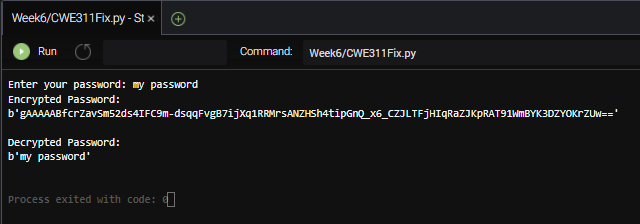 Week6/CWE311Fix.py - St
Run
Command:
Week6/CWE311Fix.py
Enter your password: my password
Encrypted Password:
b'gAAAAABfcrZavSm52ds4IFC9m-dsqqFvgB7ijXq1RRMrsANZHSh4tipGnQ_x6_CZJLTFjHIqRaZJKpRAT91WmBYK3DZYOKrZUw=='
Decrypted Password:
b'my password'
Process exited with code: 0